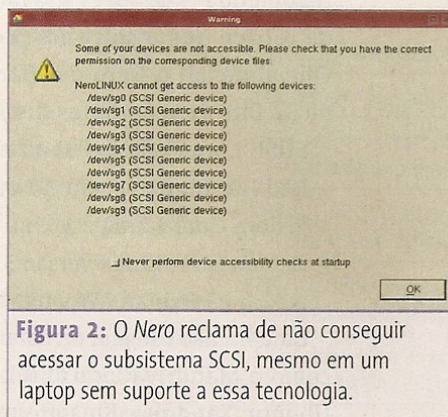 Warning
Some of your devices are not accessible. Please check that you have the correct
permission on the corresponding device files.
NeroLINUX cannot get access to the following devices:
/dev/sg0 (SCSI Generic device)
/dev/sg1 (SCSI Generic device)
/dev/sg2 (SCSI Generic device)
/dev/sg3 (SCSI Generic device)
/dev/sg4 (SCSI Generic device)
/dev/sg5 (SCSI Generic device)
/dev/sg6 (SCSI Generic device)
/dev/sg7 (SCSI Generic device)
/dev/sg8 (SCSI Generic device)
/dev/sg9 (SCSI Generic device)
Never perform device accessibility checks at startup
OK
Figura 2: O Nero reclama de não conseguir
acessar o subsistema SCSI, mesmo em um
laptop sem suporte a essa tecnologia.